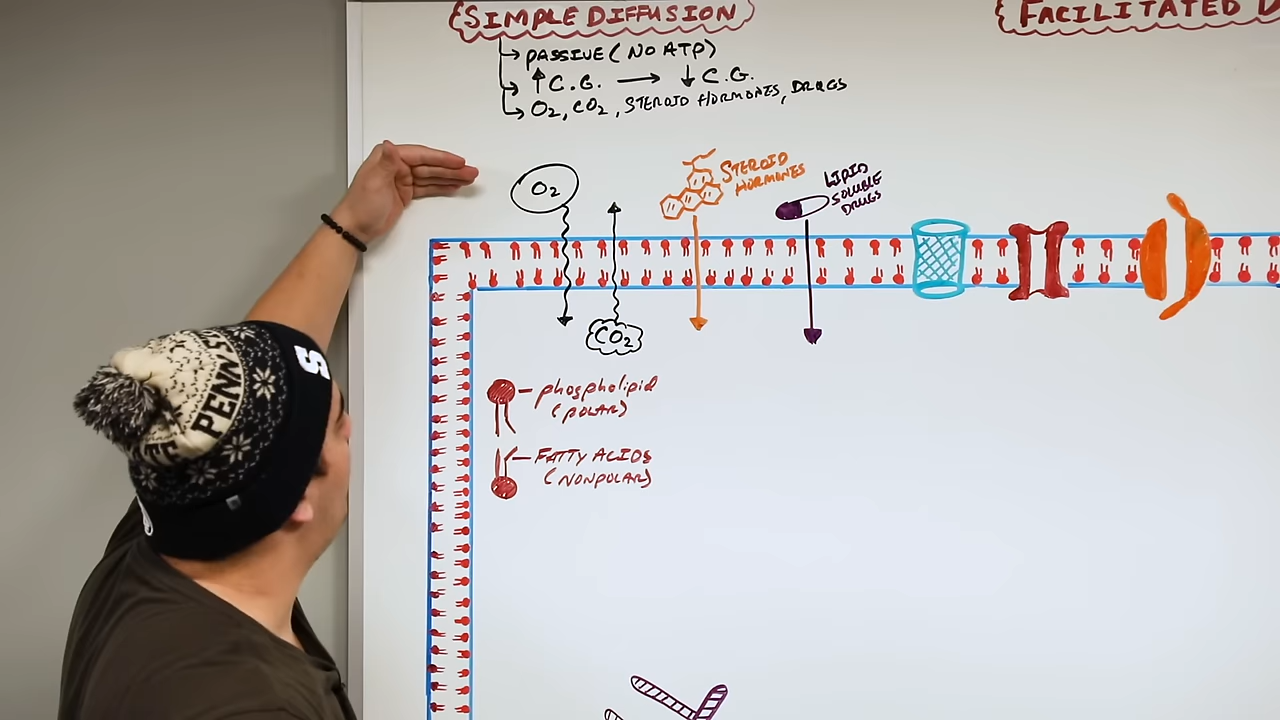 SIMPLE DIFFUSION
FACILITATED D
→ PASSIVE (NO ATP)
→ ↑ C.G. → ↓ C.G.
→ O2, CO2, STEROID HORMONES, DRUGS
O2
STEROID
HORMONES
LIPID
SOLUBLE
DRUGS
CO2
phospholipid
(POLAR)
FATTY ACIDS
(NONPOLAR)
PENN S
S